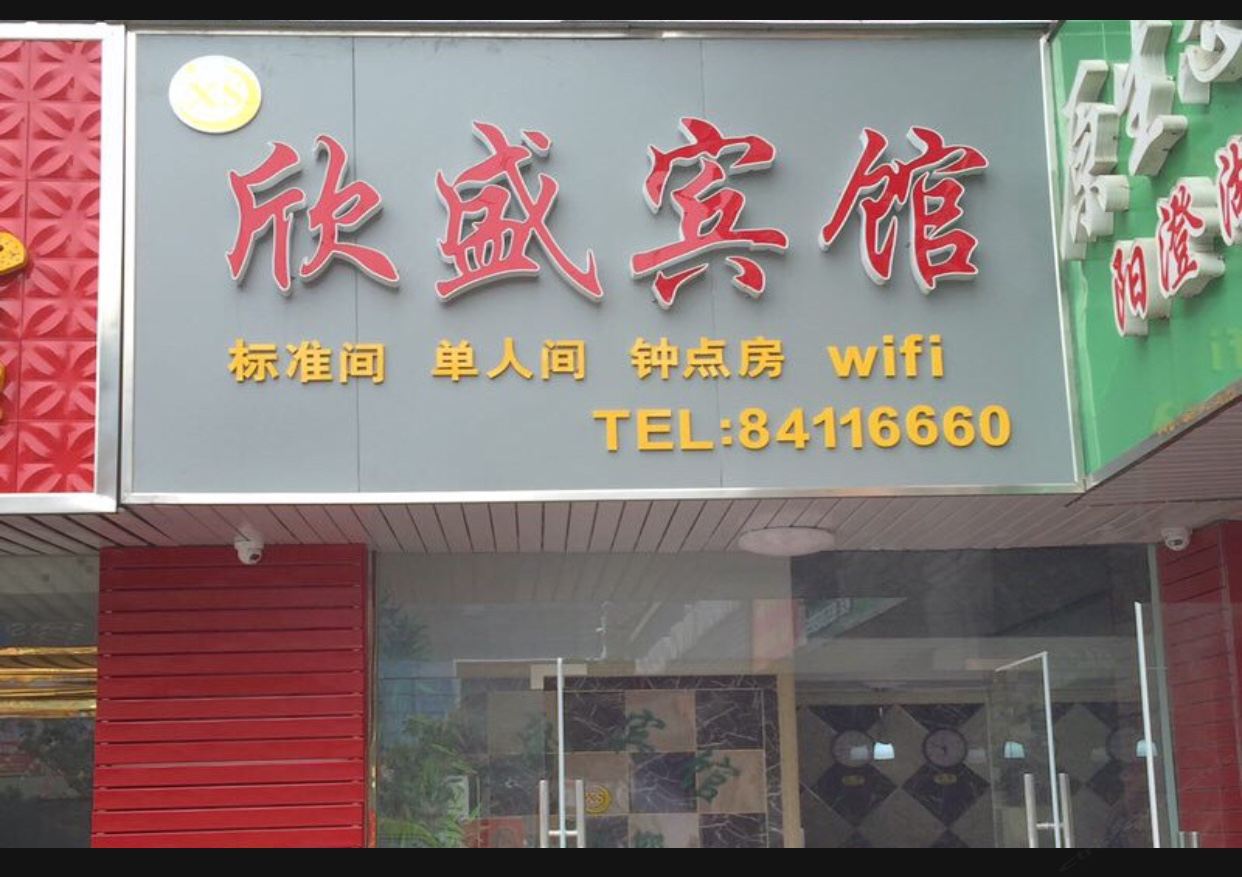 XS
欣盛宾馆
标准间 单人间 钟点房 wifi
TEL:84116660
阳澄湖
XS